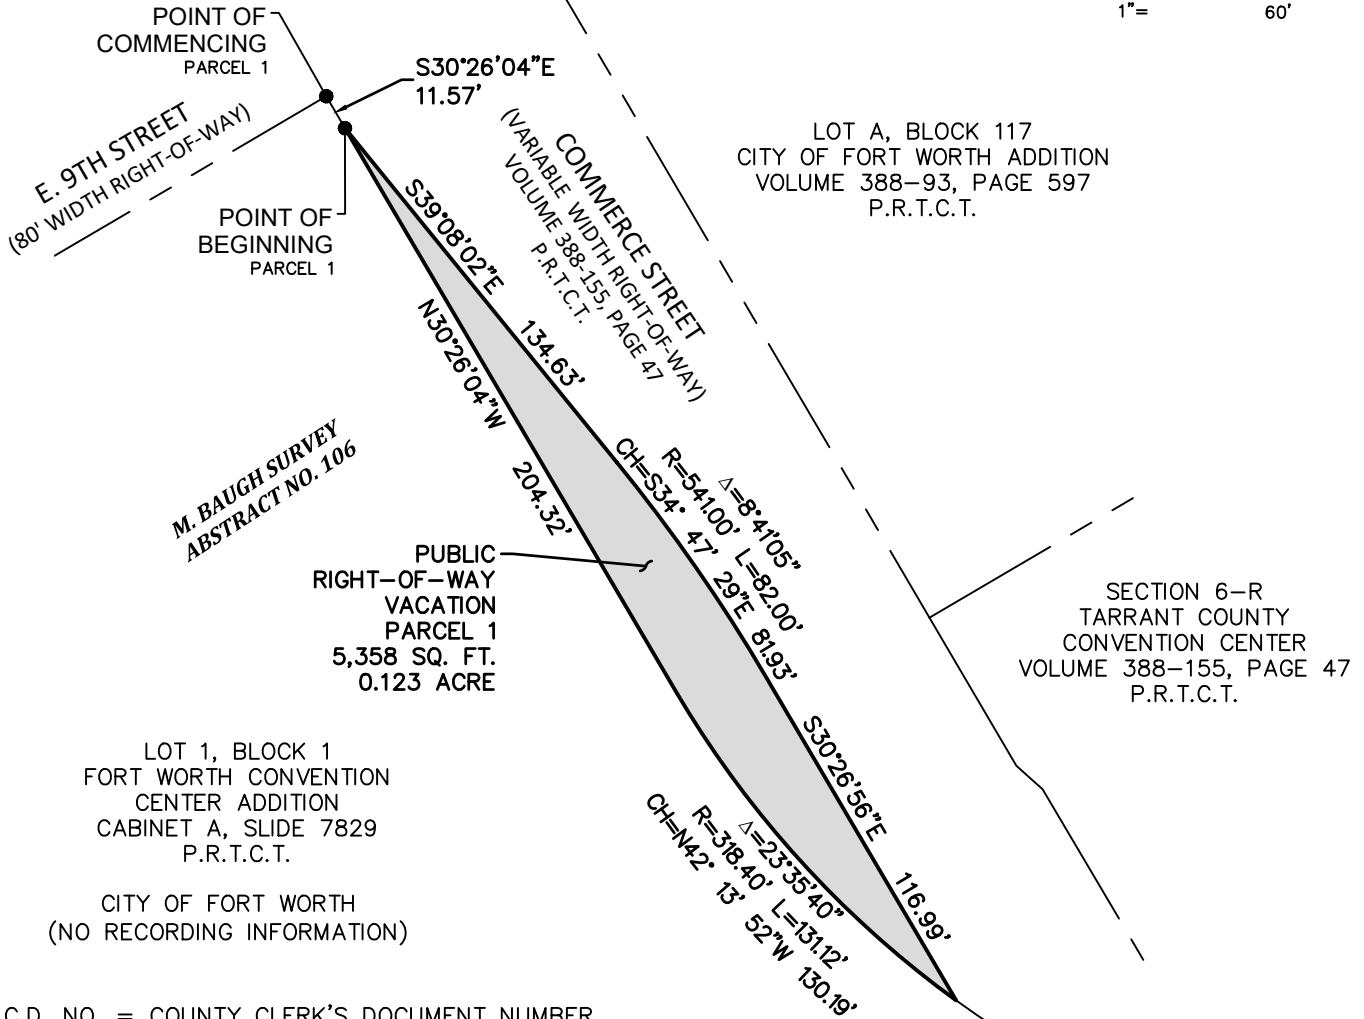 1"= 60'
POINT OF
COMMENCING
PARCEL 1
S30°26'04"E
11.57'
E. 9TH STREET
(80' WIDTH RIGHT-OF-WAY)
POINT OF
BEGINNING
PARCEL 1
COMMERCE STREET
(VARIABLE WIDTH RIGHT-OF-WAY)
VOLUME 388-155, PAGE 47
P.R.T.C.T.
LOT A, BLOCK 117
CITY OF FORT WORTH ADDITION
VOLUME 388-93, PAGE 597
P.R.T.C.T.
S39°08'02"E 134.63'
N30°26'04"W 204.32'
M. BAUGH SURVEY
ABSTRACT NO. 106
△=8°41'05"
R=541.00' L=82.00'
CH=S34° 47' 29"E 81.93'
PUBLIC
RIGHT-OF-WAY
VACATION
PARCEL 1
5,358 SQ. FT.
0.123 ACRE
SECTION 6-R
TARRANT COUNTY
CONVENTION CENTER
VOLUME 388-155, PAGE 47
P.R.T.C.T.
S30°26'56"E 116.99'
LOT 1, BLOCK 1
FORT WORTH CONVENTION
CENTER ADDITION
CABINET A, SLIDE 7829
P.R.T.C.T.
CITY OF FORT WORTH
(NO RECORDING INFORMATION)
△=23°35'40"
R=318.40' L=131.12'
CH=N42° 13' 52"W 130.19'
C.D. NO. = COUNTY CLERK'S DOCUMENT NUMBER